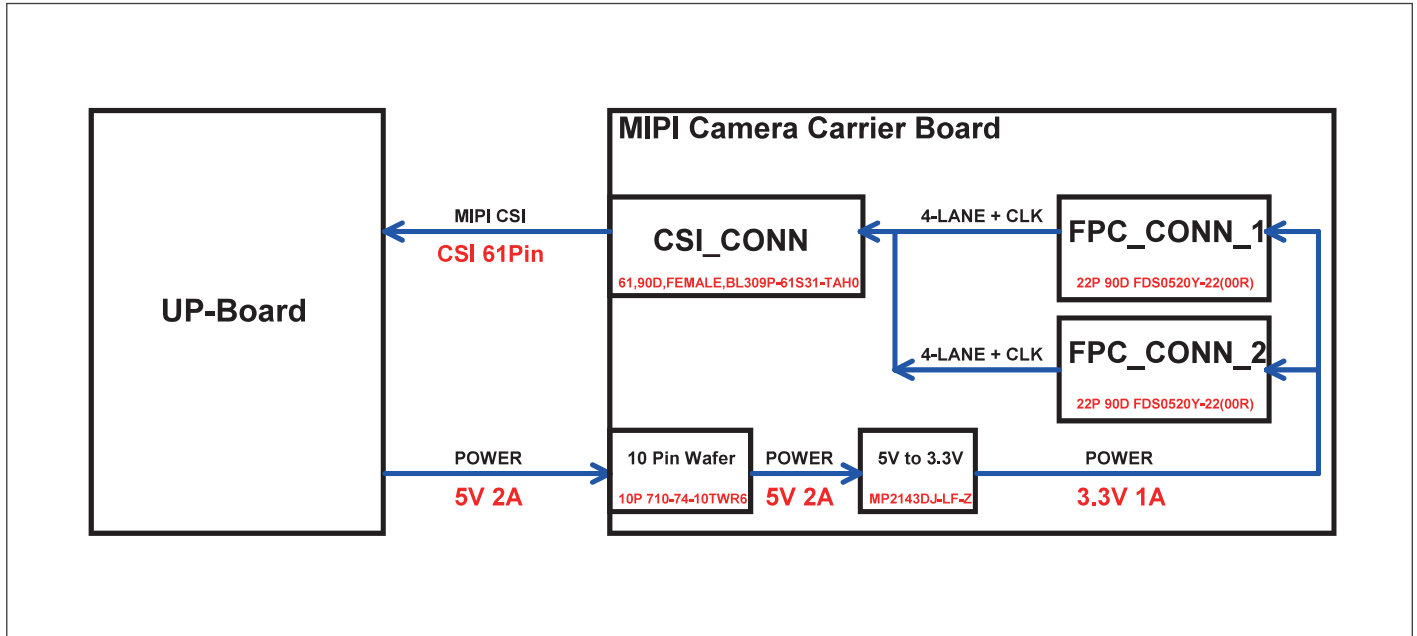 MIPI Camera Carrier Board
UP-Board
MIPI CSI
CSI 61Pin
CSI_CONN
61,90D,FEMALE,BL309P-61S31-TAH0
4-LANE + CLK
FPC_CONN_1
22P 90D FDS0520Y-22(00R)
4-LANE + CLK
FPC_CONN_2
22P 90D FDS0520Y-22(00R)
POWER
5V 2A
10 Pin Wafer
10P 710-74-10TWR6
POWER
5V 2A
5V to 3.3V
MP2143DJ-LF-Z
POWER
3.3V 1A